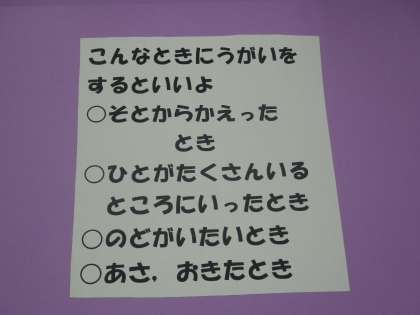 こんなときにうがいを
するといいよ
○そとからかえった
とき
○ひとがたくさんいる
ところにいったとき
○のどがいたいとき
○あさ，おきたとき